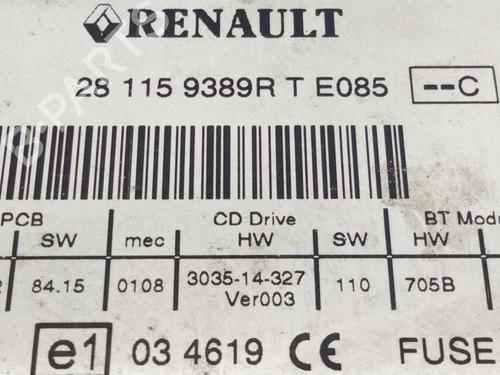 RENAULT
28 115 9389R T E085 --C
PCB CD Drive BT Modu
SW mec HW SW HW
84.15 0108 3035-14-327 110 705B
Ver003
e1 03 4619 CE FUSE